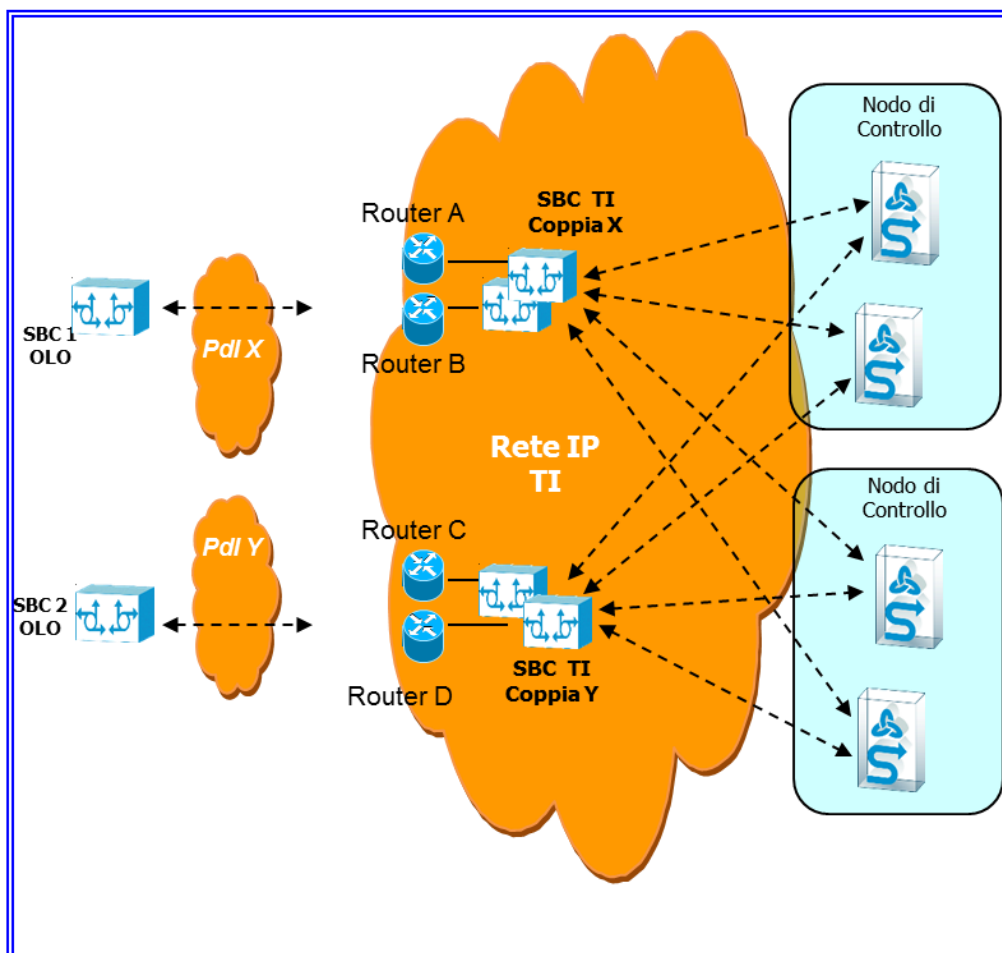 Nodo di
Controllo
SBC TI
Coppia X
Router A
SBC 1
OLO
PdI X
Router B
Rete IP
TI
Nodo di
Controllo
Router C
PdI Y
SBC 2
OLO
SBC TI
Coppia Y
Router D